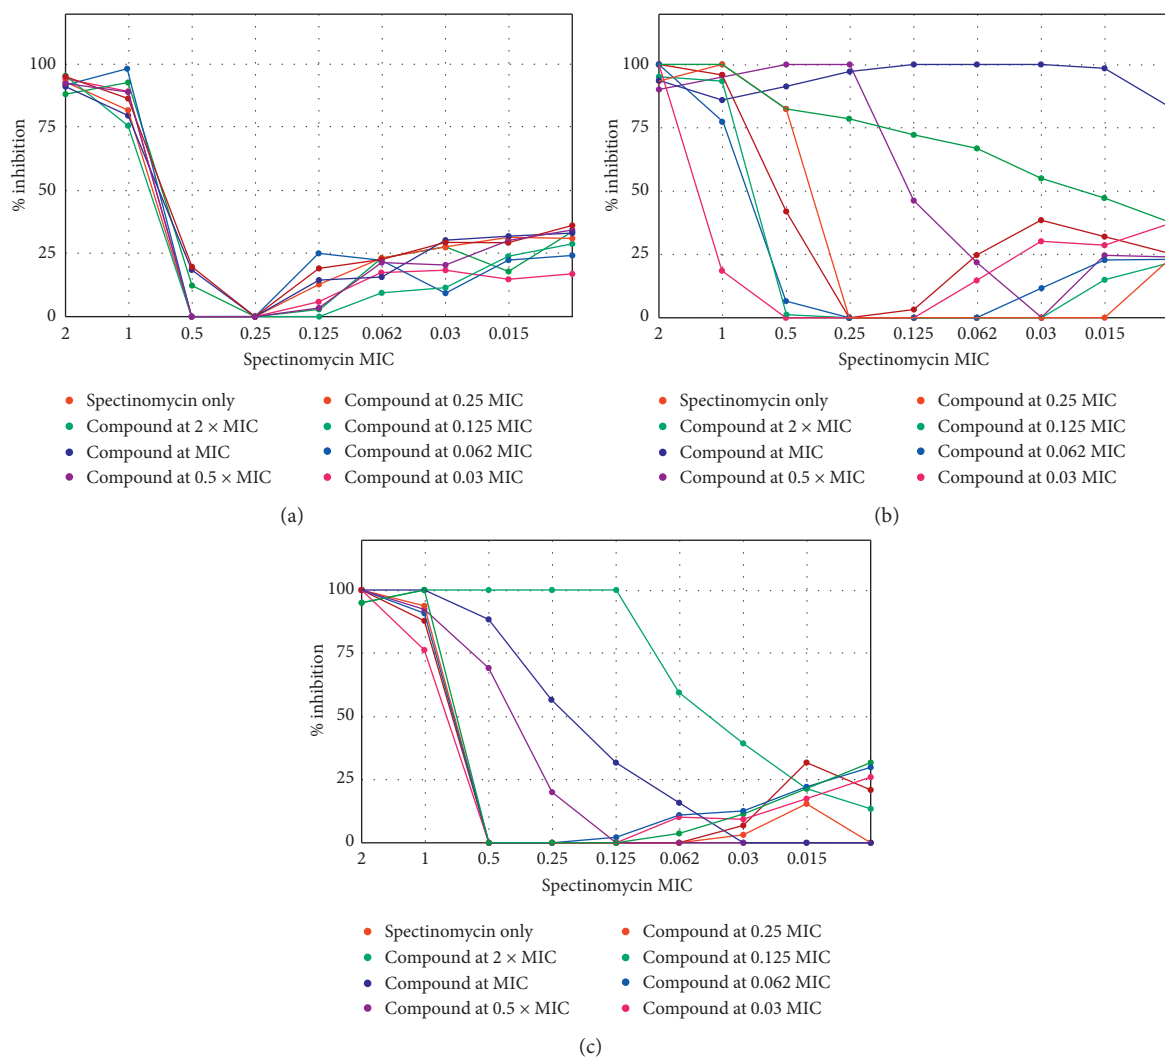 % inhibition
100
75
50
25
0
2 1 0.5 0.25 0.125 0.062 0.03 0.015
Spectinomycin MIC
Spectinomycin only
Compound at 2 × MIC
Compound at MIC
Compound at 0.5 × MIC
Compound at 0.25 MIC
Compound at 0.125 MIC
Compound at 0.062 MIC
Compound at 0.03 MIC
(a)
% inhibition
100
75
50
25
0
2 1 0.5 0.25 0.125 0.062 0.03 0.015
Spectinomycin MIC
Spectinomycin only
Compound at 2 × MIC
Compound at MIC
Compound at 0.5 × MIC
Compound at 0.25 MIC
Compound at 0.125 MIC
Compound at 0.062 MIC
Compound at 0.03 MIC
(b)
% inhibition
100
75
50
25
0
2 1 0.5 0.25 0.125 0.062 0.03 0.015
Spectinomycin MIC
Spectinomycin only
Compound at 2 × MIC
Compound at MIC
Compound at 0.5 × MIC
Compound at 0.25 MIC
Compound at 0.125 MIC
Compound at 0.062 MIC
Compound at 0.03 MIC
(c)